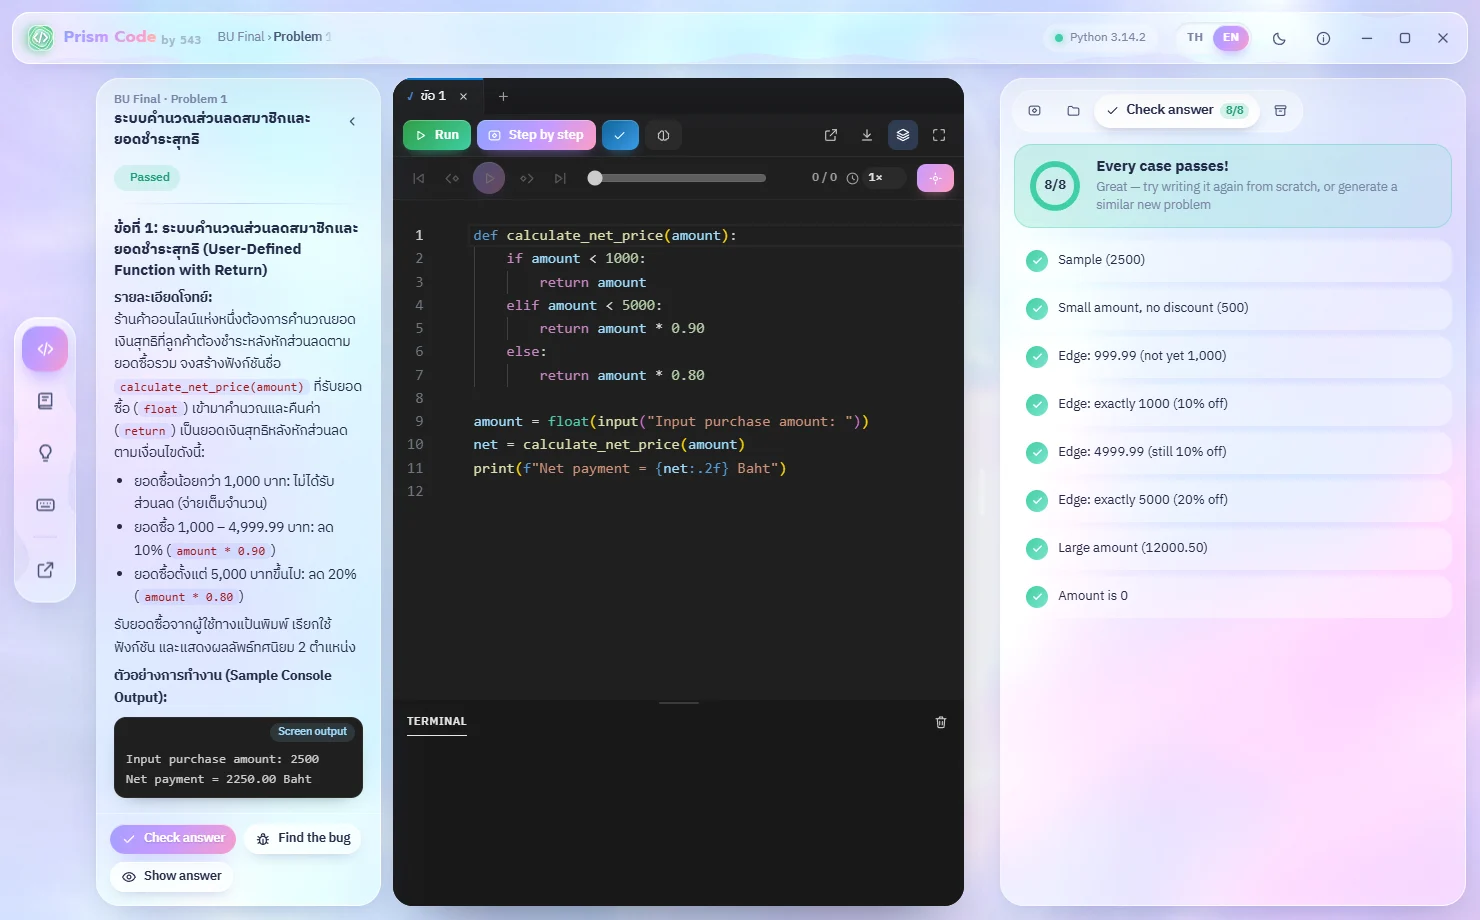 Prism Code by 543
BU Final › Problem 1
Python 3.14.2
TH EN
BU Final · Problem 1
ระบบคำนวณส่วนลดสมาชิกและ
ยอดชำระสุทธิ
Passed
ข้อที่ 1: ระบบคำนวณส่วนลดสมาชิกและ
ยอดชำระสุทธิ (User-Defined
Function with Return)
รายละเอียดโจทย์:
ร้านค้าออนไลน์แห่งหนึ่งต้องการคำนวณยอด
เงินสุทธิที่ลูกค้าต้องชำระหลังหักส่วนลดตาม
ยอดซื้อรวม จงสร้างฟังก์ชันชื่อ
calculate_net_price(amount) ที่รับยอด
ซื้อ ( float ) เข้ามาคำนวณและคืนค่า
( return ) เป็นยอดเงินสุทธิหลังหักส่วนลด
ตามเงื่อนไขดังนี้:
• ยอดซื้อน้อยกว่า 1,000 บาท: ไม่ได้รับ
ส่วนลด (จ่ายเต็มจำนวน)
• ยอดซื้อ 1,000 – 4,999.99 บาท: ลด
10% ( amount * 0.90 )
• ยอดซื้อตั้งแต่ 5,000 บาทขึ้นไป: ลด 20%
( amount * 0.80 )
รับยอดซื้อจากผู้ใช้ทางแป้นพิมพ์ เรียกใช้
ฟังก์ชัน และแสดงผลลัพธ์ทศนิยม 2 ตำแหน่ง
ตัวอย่างการทำงาน (Sample Console
Output):
Screen output
Input purchase amount: 2500
Net payment = 2250.00 Baht
Check answer
Find the bug
Show answer
ข้อ 1
Run
Step by step
0 / 0
1×
1 def calculate_net_price(amount):
2 if amount < 1000:
3 return amount
4 elif amount < 5000:
5 return amount * 0.90
6 else:
7 return amount * 0.80
8
9 amount = float(input("Input purchase amount: "))
10 net = calculate_net_price(amount)
11 print(f"Net payment = {net:.2f} Baht")
12
TERMINAL
Check answer 8/8
8/8
Every case passes!
Great — try writing it again from scratch, or generate a
similar new problem
Sample (2500)
Small amount, no discount (500)
Edge: 999.99 (not yet 1,000)
Edge: exactly 1000 (10% off)
Edge: 4999.99 (still 10% off)
Edge: exactly 5000 (20% off)
Large amount (12000.50)
Amount is 0